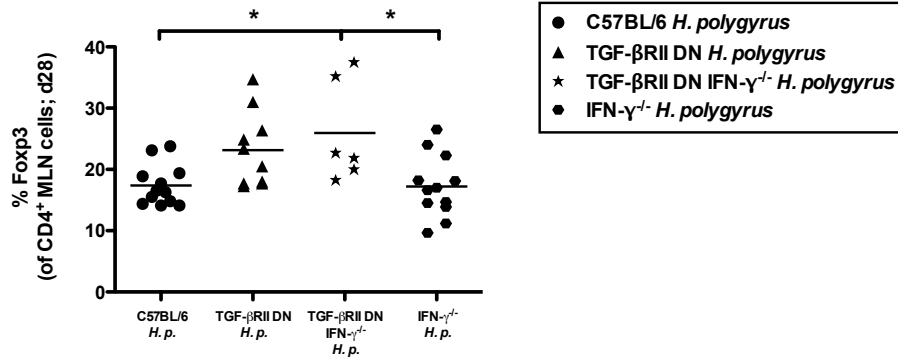 * *
C57BL/6 H. polygyrus
TGF-βRII DN H. polygyrus
TGF-βRII DN IFN-γ-/- H. polygyrus
IFN-γ-/- H. polygyrus
% Foxp3
(of CD4+ MLN cells; d28)
40
30
20
10
0
C57BL/6 TGF-βRII DN TGF-βRII DN IFN-γ-/-
H. p. H. p. IFN-γ-/- H. p.
H. p.